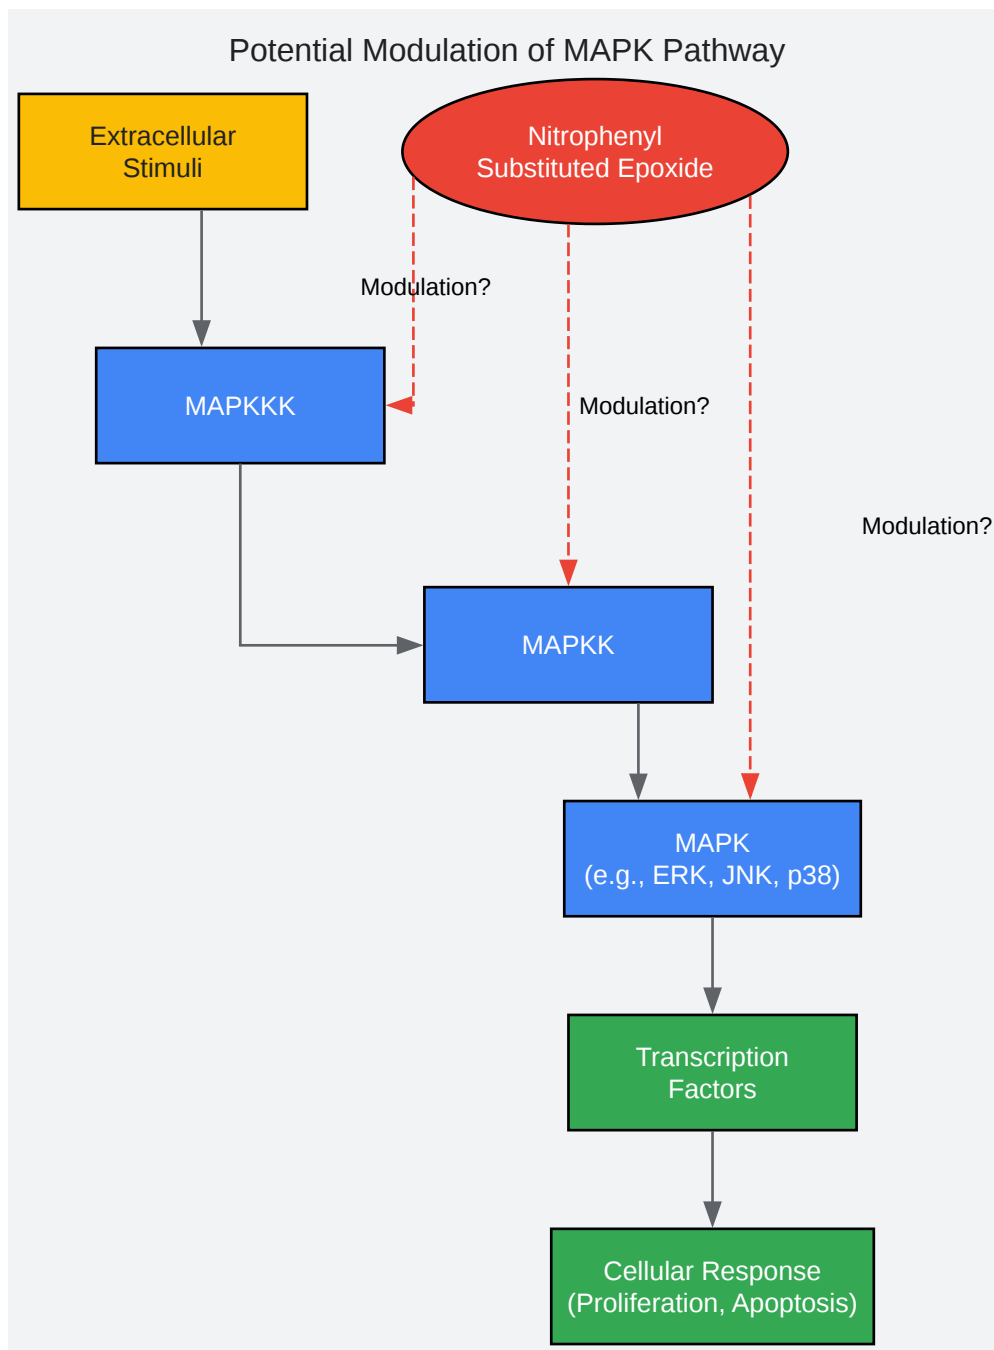 Potential Modulation of MAPK Pathway
Extracellular
Stimuli
Nitrophenyl
Substituted Epoxide
Modulation?
MAPKKK
Modulation?
Modulation?
MAPKK
MAPK
(e.g., ERK, JNK, p38)
Transcription
Factors
Cellular Response
(Proliferation, Apoptosis)